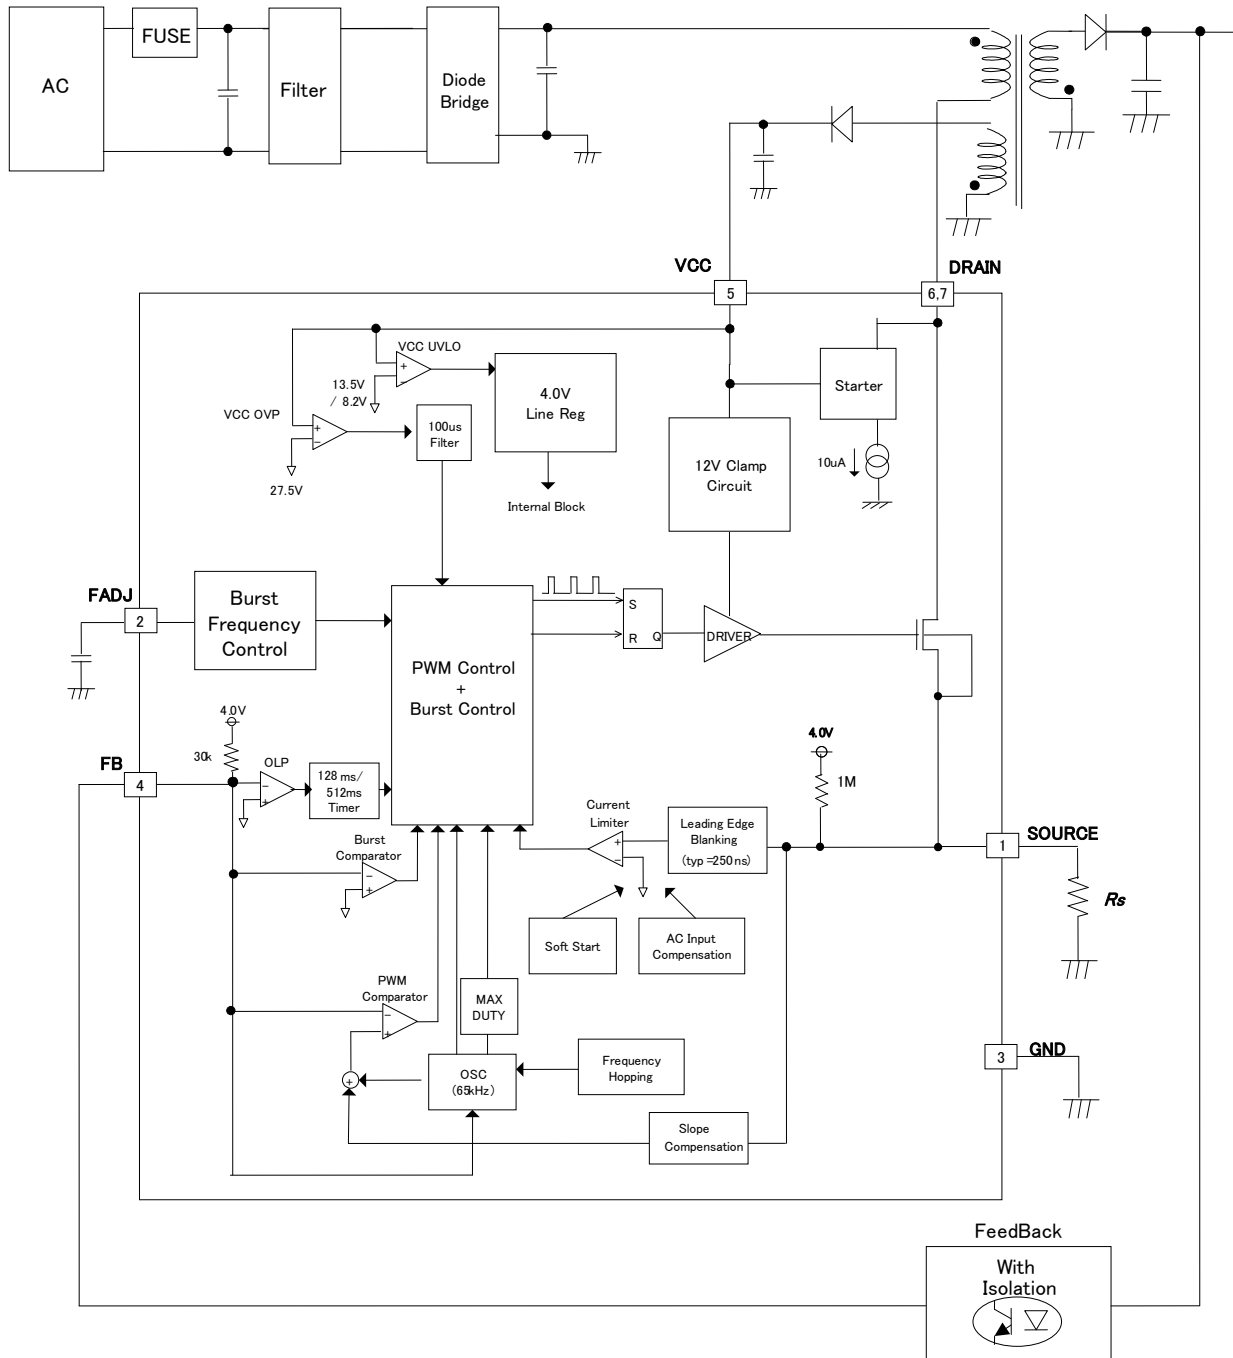 AC
FUSE
Filter
Diode
Bridge
VCC
DRAIN
5
6,7
VCC UVLO
+
−
13.5V
/ 8.2V
4.0V
Line Reg
Starter
VCC OVP
+
−
27.5V
100us
Filter
12V Clamp
Circuit
10uA
Internal Block
FADJ
2
Burst
Frequency
Control
PWM Control
+
Burst Control
S
R
Q
DRIVER
4.0V
30k
FB
4
OLP
−
+
128 ms/
512ms
Timer
4.0V
1M
Current
Limiter
+
−
Leading Edge
Blanking
(typ =250 ns)
1
SOURCE
Rs
Burst
Comparator
−
+
Soft Start
AC Input
Compensation
PWM
Comparator
−
+
MAX
DUTY
+
OSC
(65kHz)
Frequency
Hopping
3
GND
Slope
Compensation
FeedBack
With
Isolation